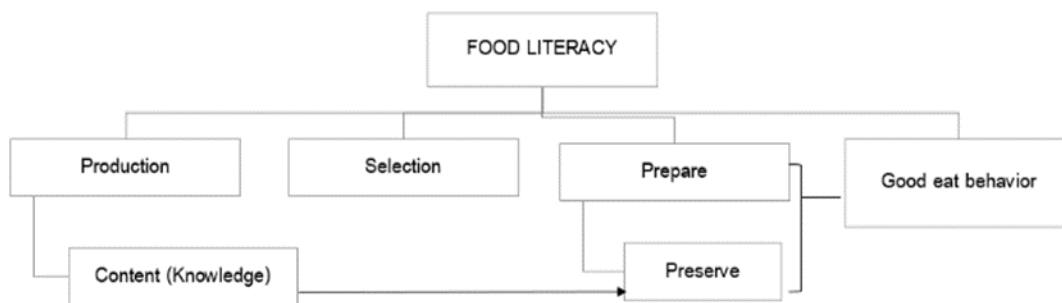 FOOD LITERACY
Production
Selection
Prepare
Good eat behavior
Content (Knowledge)
Preserve